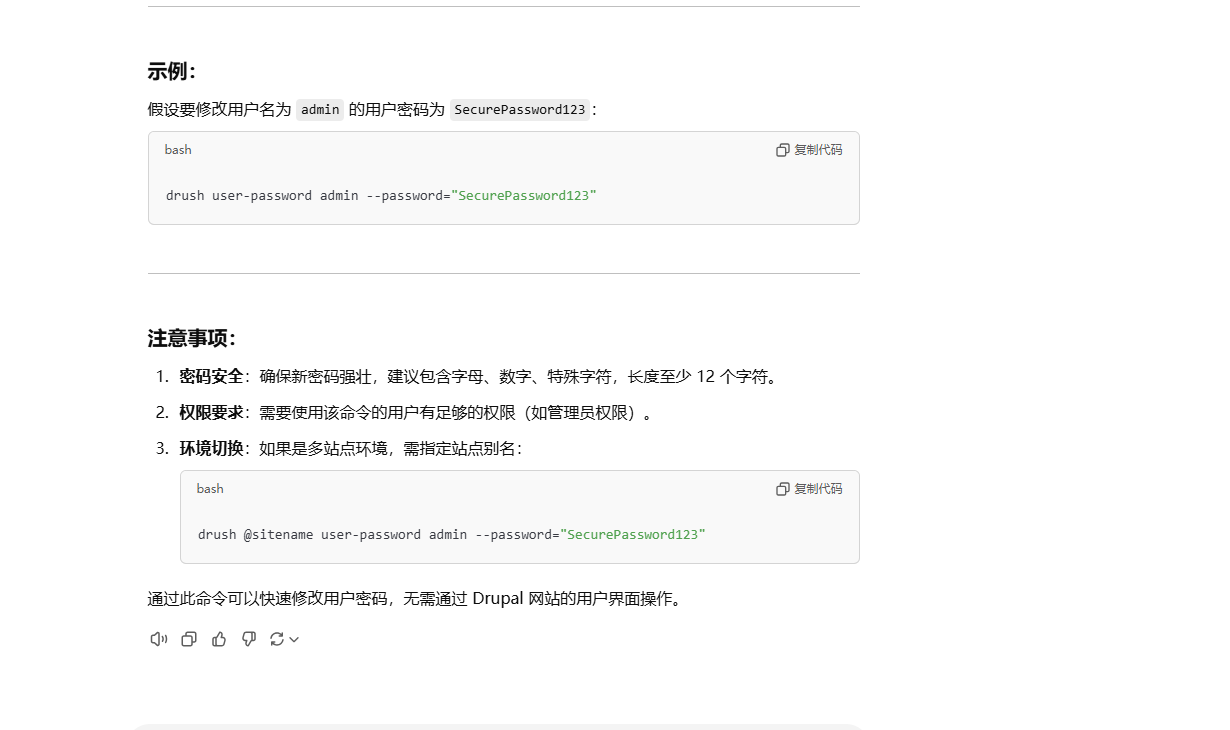 示例：
假设要修改用户名为 admin 的用户密码为 SecurePassword123：
bash
复制代码
drush user-password admin --password="SecurePassword123"
注意事项：
1. 密码安全：确保新密码强壮，建议包含字母、数字、特殊字符，长度至少 12 个字符。
2. 权限要求：需要使用该命令的用户有足够的权限（如管理员权限）。
3. 环境切换：如果是多站点环境，需指定站点别名：
bash
复制代码
drush @sitename user-password admin --password="SecurePassword123"
通过此命令可以快速修改用户密码，无需通过 Drupal 网站的用户界面操作。